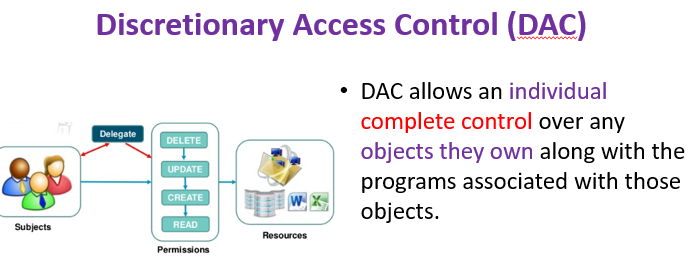 Discretionary Access Control (DAC)
Delegate
DELETE
UPDATE
CREATE
READ
Subjects
Permissions
Resources
• DAC allows an individual
complete control over any
objects they own along with the
programs associated with those
objects.